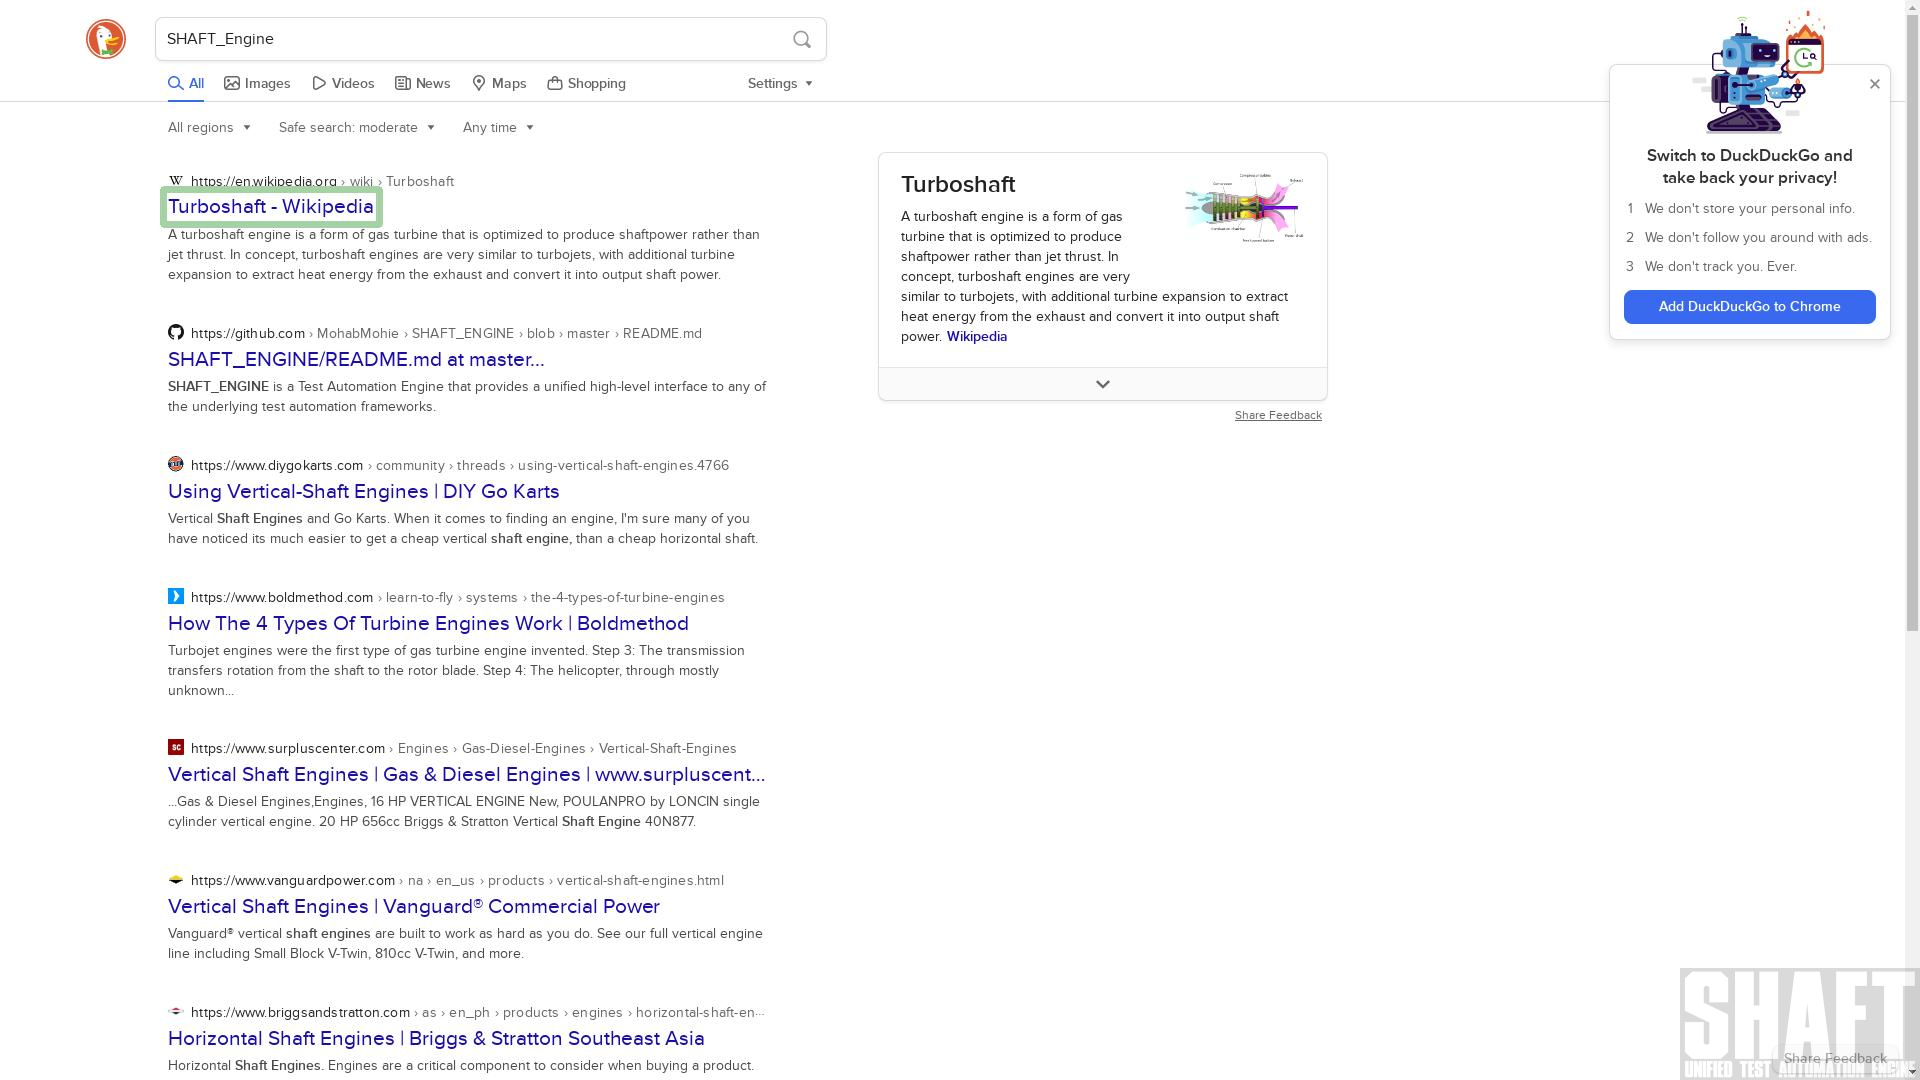 SHAFT_Engine
All Images Videos News Maps Shopping Settings
All regions Safe search: moderate Any time
https://en.wikipedia.org › wiki › Turboshaft
Turboshaft - Wikipedia
A turboshaft engine is a form of gas turbine that is optimized to produce shaftpower rather than
jet thrust. In concept, turboshaft engines are very similar to turbojets, with additional turbine
expansion to extract heat energy from the exhaust and convert it into output shaft power.
https://github.com › MohabMohie › SHAFT_ENGINE › blob › master › README.md
SHAFT_ENGINE/README.md at master...
SHAFT_ENGINE is a Test Automation Engine that provides a unified high-level interface to any of
the underlying test automation frameworks.
https://www.diygokarts.com › community › threads › using-vertical-shaft-engines.4766
Using Vertical-Shaft Engines | DIY Go Karts
Vertical Shaft Engines and Go Karts. When it comes to finding an engine, I'm sure many of you
have noticed its much easier to get a cheap vertical shaft engine, than a cheap horizontal shaft.
https://www.boldmethod.com › learn-to-fly › systems › the-4-types-of-turbine-engines
How The 4 Types Of Turbine Engines Work | Boldmethod
Turbojet engines were the first type of gas turbine engine invented. Step 3: The transmission
transfers rotation from the shaft to the rotor blade. Step 4: The helicopter, through mostly
unknown...
SC https://www.surpluscenter.com › Engines › Gas-Diesel-Engines › Vertical-Shaft-Engines
Vertical Shaft Engines | Gas & Diesel Engines | www.surpluscent...
...Gas & Diesel Engines,Engines, 16 HP VERTICAL ENGINE New, POULANPRO by LONCIN single
cylinder vertical engine. 20 HP 656cc Briggs & Stratton Vertical Shaft Engine 40N877.
https://www.vanguardpower.com › na › en_us › products › vertical-shaft-engines.html
Vertical Shaft Engines | Vanguard® Commercial Power
Vanguard® vertical shaft engines are built to work as hard as you do. See our full vertical engine
line including Small Block V-Twin, 810cc V-Twin, and more.
https://www.briggsandstratton.com › as › en_ph › products › engines › horizontal-shaft-en...
Horizontal Shaft Engines | Briggs & Stratton Southeast Asia
Horizontal Shaft Engines. Engines are a critical component to consider when buying a product.
Turboshaft
A turboshaft engine is a form of gas
turbine that is optimized to produce
shaftpower rather than jet thrust. In
concept, turboshaft engines are very
similar to turbojets, with additional turbine expansion to extract
heat energy from the exhaust and convert it into output shaft
power. Wikipedia
Share Feedback
Switch to DuckDuckGo and
take back your privacy!
1 We don't store your personal info.
2 We don't follow you around with ads.
3 We don't track you. Ever.
Add DuckDuckGo to Chrome
SHAFT
Share Feedback
UNIFIED TEST AUTOMATION ENGINE